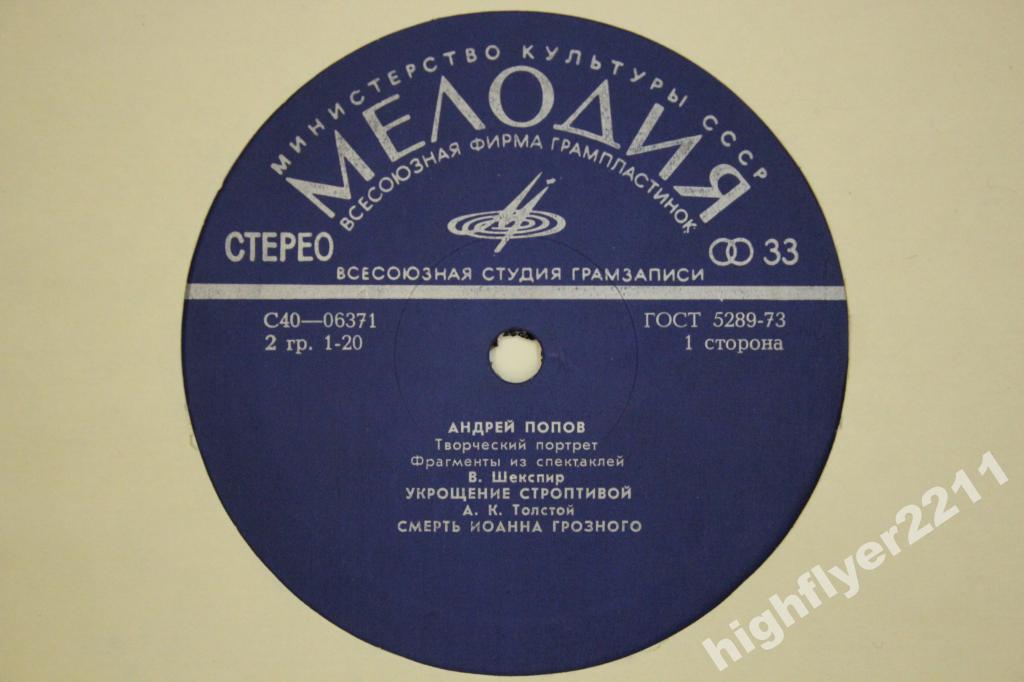 МИНИСТЕРСТВО КУЛЬТУРЫ СССР
МЕЛОДИЯ
ВСЕСОЮЗНАЯ ФИРМА ГРАМПЛАСТИНОК
СТЕРЕО
33
ВСЕСОЮЗНАЯ СТУДИЯ ГРАМЗАПИСИ
С40—06371 ГОСТ 5289-73
2 гр. 1-20 1 сторона
АНДРЕЙ ПОПОВ
Творческий портрет
Фрагменты из спектаклей
В. Шекспир
УКРОЩЕНИЕ СТРОПТИВОЙ
А. К. Толстой
СМЕРТЬ ИОАННА ГРОЗНОГО
highflyer2211